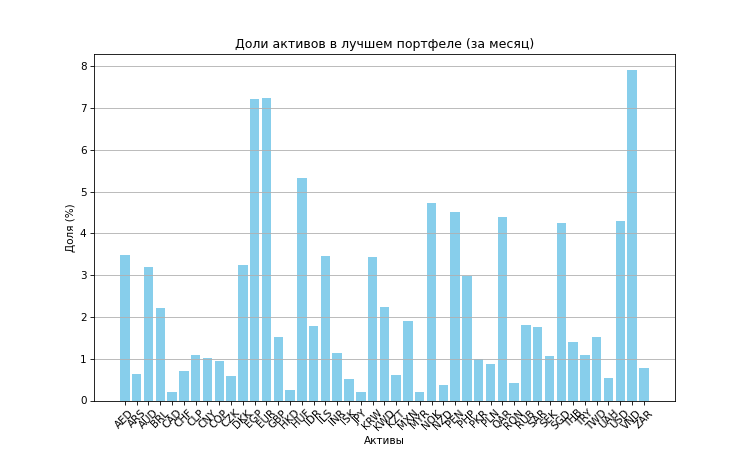 Доли активов в лучшем портфеле (за месяц)
8
7
6
5
4
3
2
1
0
Доля (%)
AED ARS AUD BRL CAD CHF CLP CNY COP CZK DKK EGP EUR GBP HKD HUF IDR ILS INR ISK JPY KRW KWD KZT MXN MYR NOK NZD PEN PHP PKR PLN QAR RON RUB SAR SEK SGD THB TRY TWD UAH USD VND ZAR
Активы